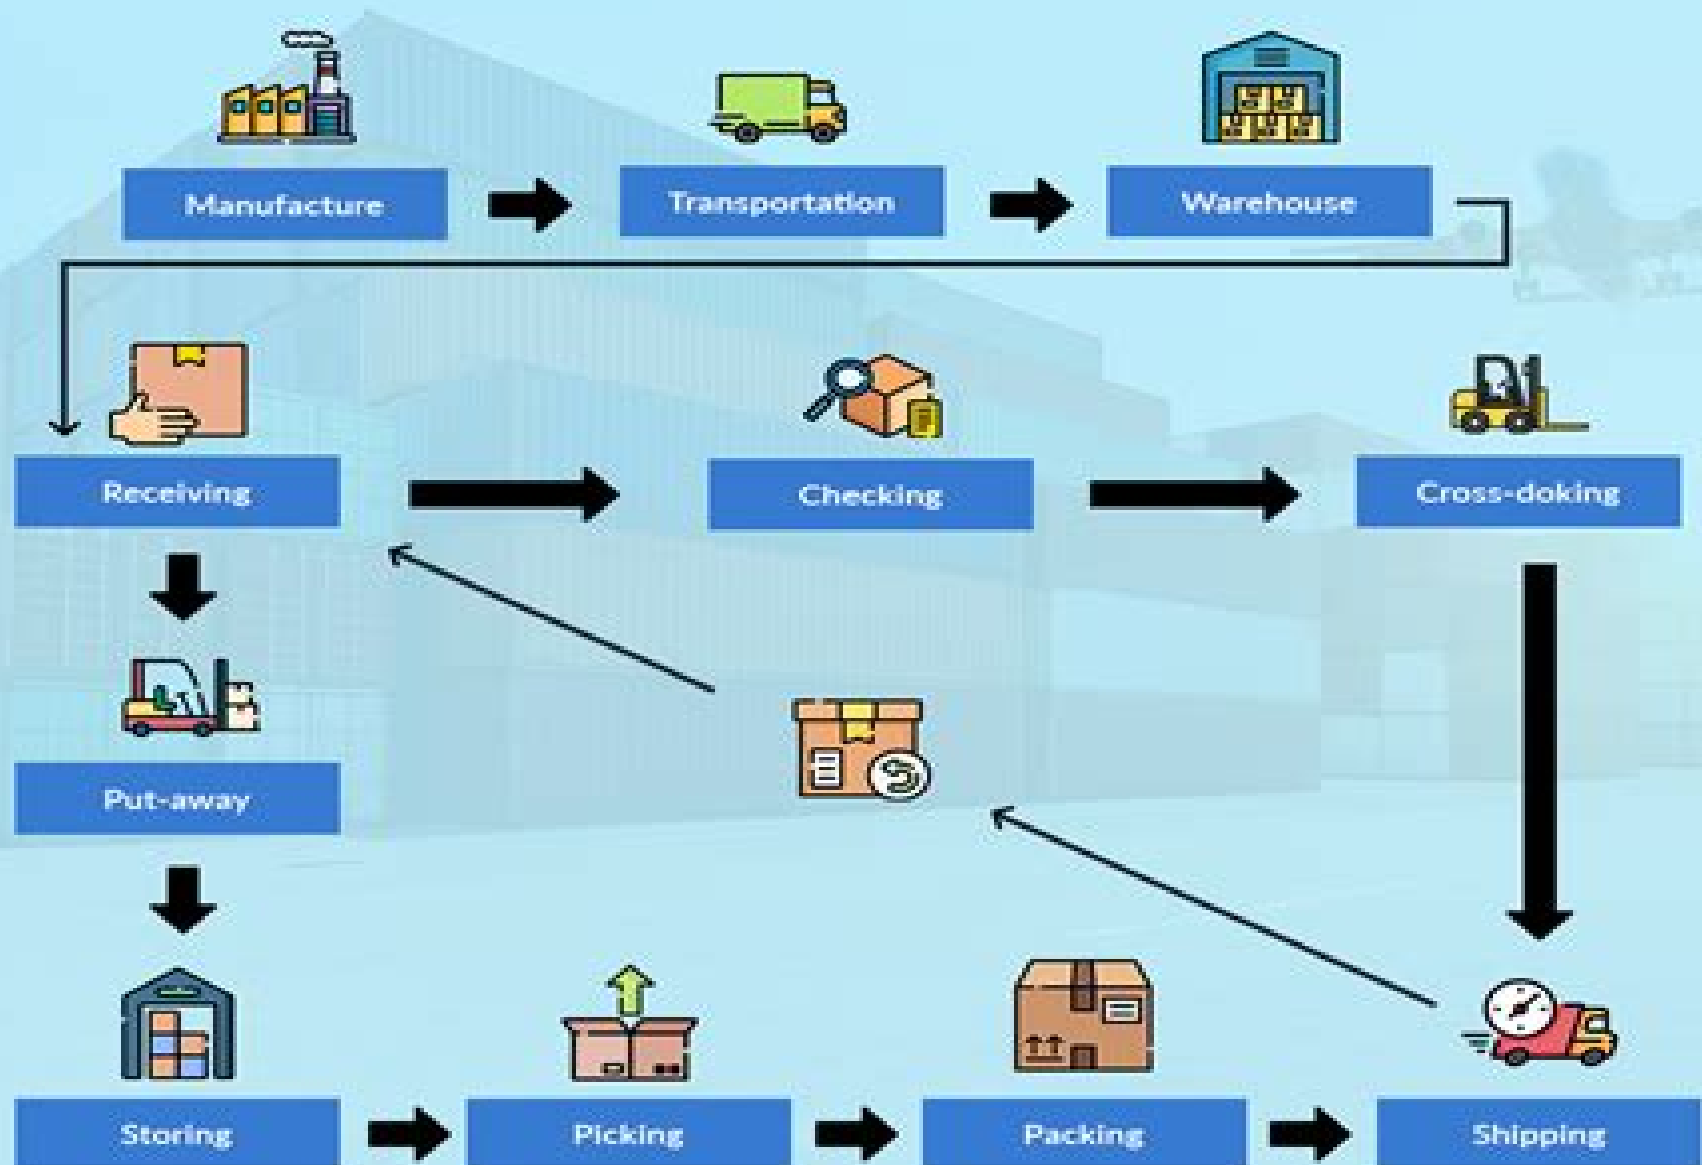 Manufacture
Transportation
Warehouse
Receiving
Checking
Cross-doking
Put-away
Storing
Picking
Packing
Shipping